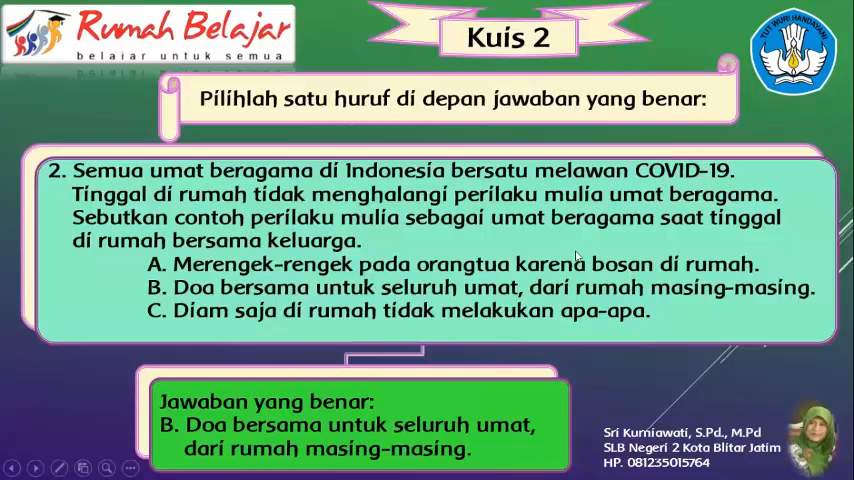 Rumah Belajar
belajar untuk semua
Kuis 2
TUT WURI HANDAYANI
Pilihlah satu huruf di depan jawaban yang benar:
2. Semua umat beragama di Indonesia bersatu melawan COVID-19.
Tinggal di rumah tidak menghalangi perilaku mulia umat beragama.
Sebutkan contoh perilaku mulia sebagai umat beragama saat tinggal
di rumah bersama keluarga.
A. Merengek-rengek pada orangtua karena bosan di rumah.
B. Doa bersama untuk seluruh umat, dari rumah masing-masing.
C. Diam saja di rumah tidak melakukan apa-apa.
Jawaban yang benar:
B. Doa bersama untuk seluruh umat,
dari rumah masing-masing.
Sri Kurniawati, S.Pd., M.Pd
SLB Negeri 2 Kota Blitar Jatim
HP. 081235015764